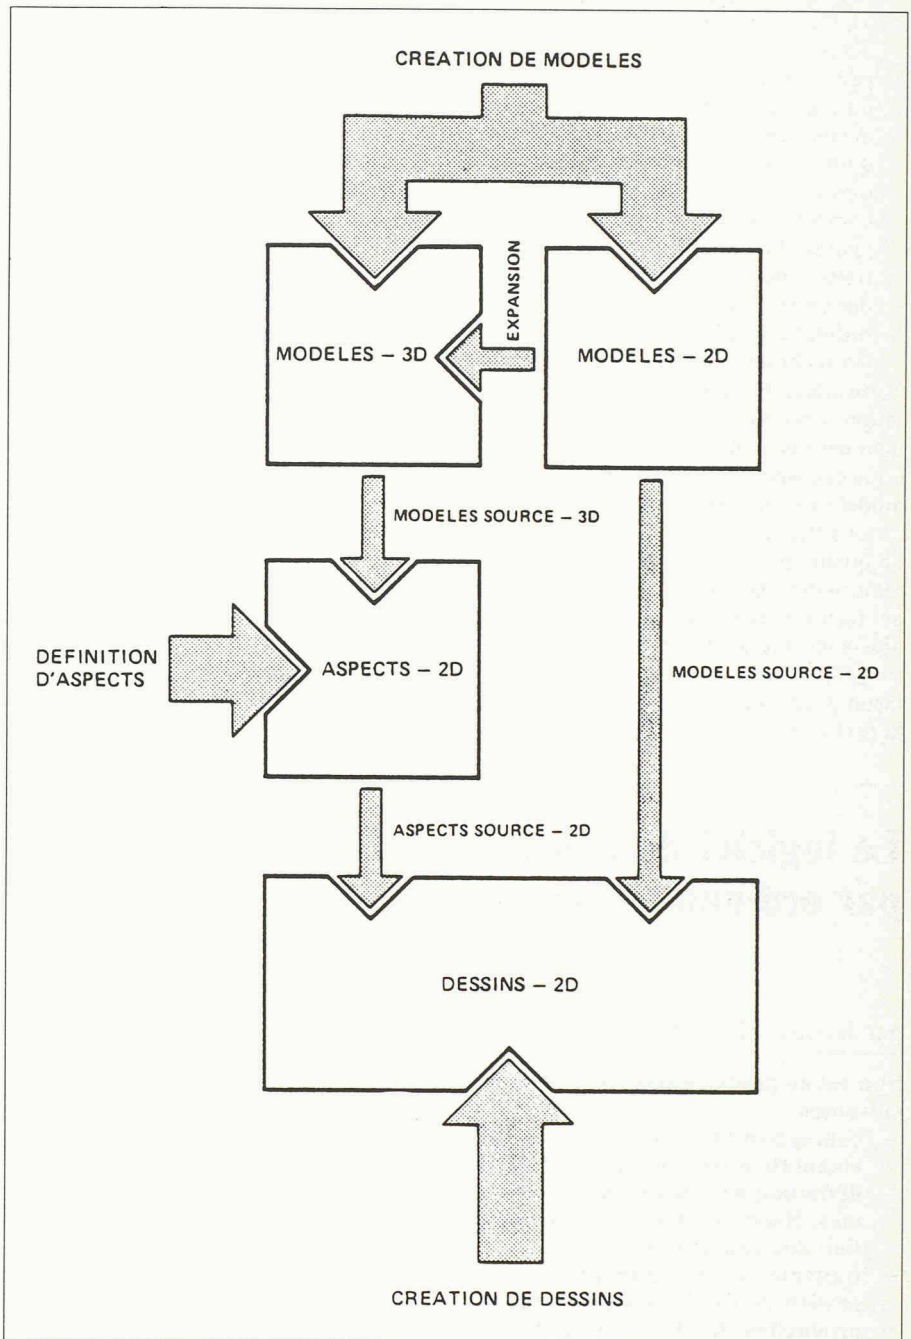 CREATION DE MODELES
EXPANSION
MODELES – 3D
MODELES – 2D
MODELES SOURCE – 3D
DEFINITION
D'ASPECTS
ASPECTS – 2D
MODELES SOURCE – 2D
ASPECTS SOURCE – 2D
DESSINS – 2D
CREATION DE DESSINS